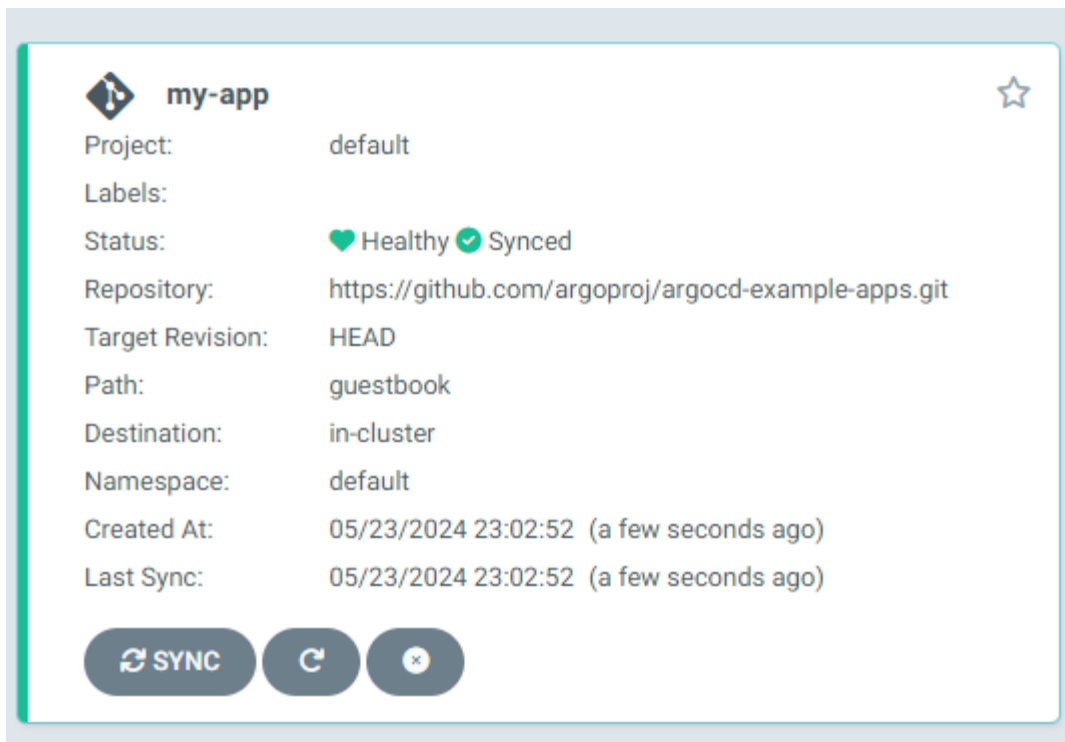 my-app
Project: default
Labels:
Status: Healthy Synced
Repository: https://github.com/argoproj/argocd-example-apps.git
Target Revision: HEAD
Path: guestbook
Destination: in-cluster
Namespace: default
Created At: 05/23/2024 23:02:52 (a few seconds ago)
Last Sync: 05/23/2024 23:02:52 (a few seconds ago)
SYNC